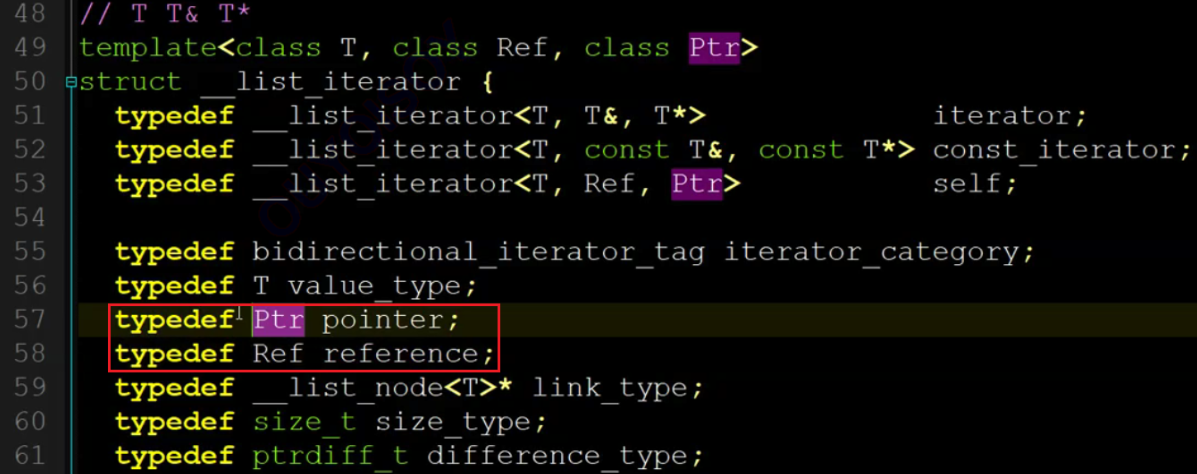 48 // T T& T*
49 template<class T, class Ref, class Ptr>
50 struct __list_iterator {
51 typedef __list_iterator<T, T&, T*> iterator;
52 typedef __list_iterator<T, const T&, const T*> const_iterator;
53 typedef __list_iterator<T, Ref, Ptr> self;
54
55 typedef bidirectional_iterator_tag iterator_category;
56 typedef T value_type;
57 typedef Ptr pointer;
58 typedef Ref reference;
59 typedef __list_node<T>* link_type;
60 typedef size_t size_type;
61 typedef ptrdiff_t difference_type;